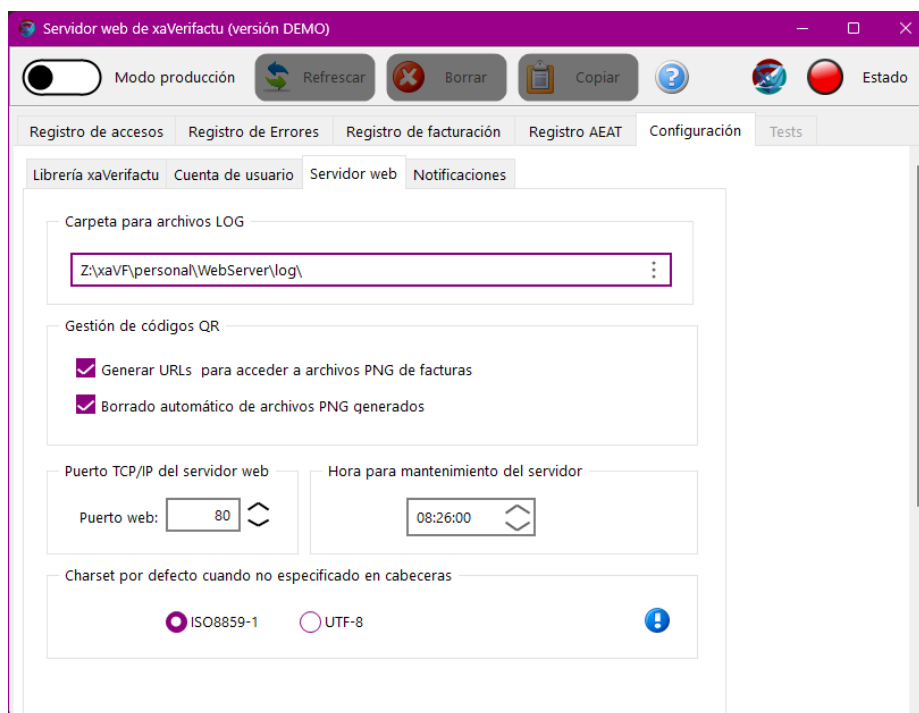 Servidor web de xaVerifactu (versión DEMO)
Modo producción Refrescar Borrar Copiar Estado
Registro de accesos Registro de Errores Registro de facturación Registro AEAT Configuración Tests
Librería xaVerifactu Cuenta de usuario Servidor web Notificaciones
Carpeta para archivos LOG
Z:\xaVF\personal\WebServer\log\
Gestión de códigos QR
Generar URLs para acceder a archivos PNG de facturas
Borrado automático de archivos PNG generados
Puerto TCP/IP del servidor web Hora para mantenimiento del servidor
Puerto web: 80 08:26:00
Charset por defecto cuando no especificado en cabeceras
ISO8859-1 UTF-8